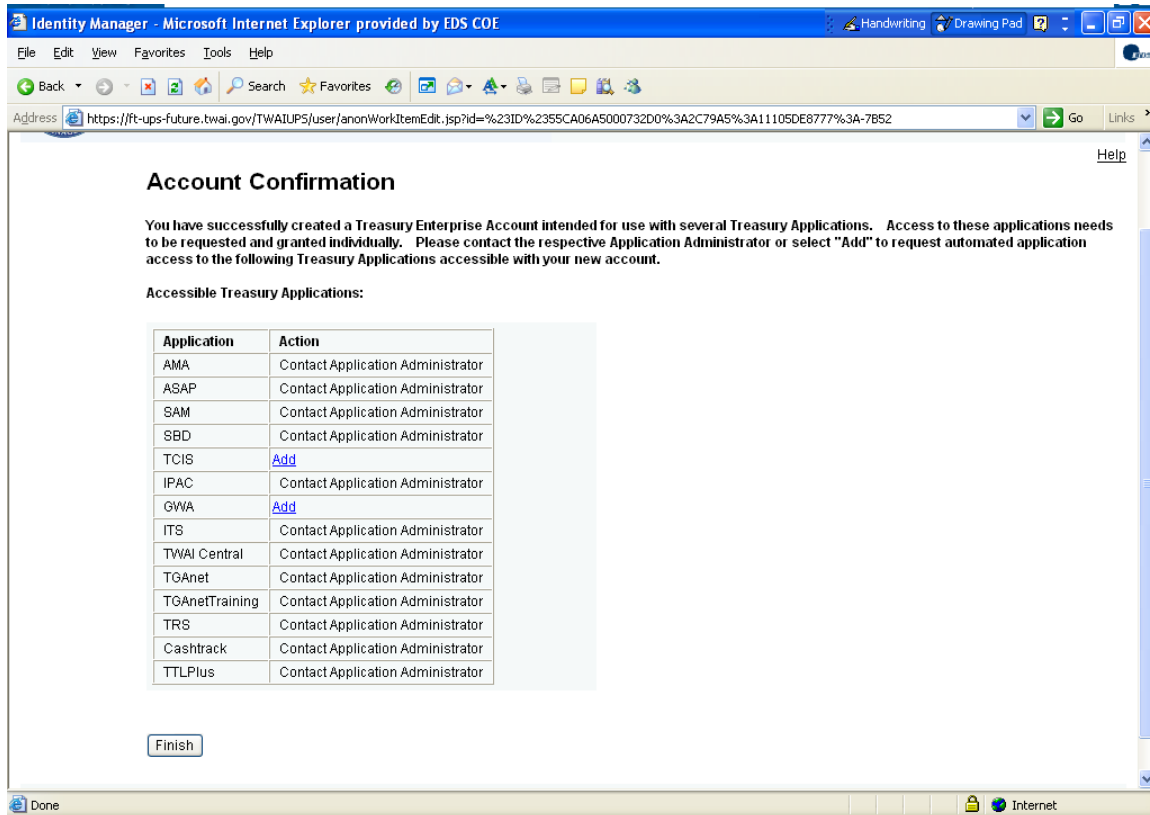 Identity Manager - Microsoft Internet Explorer provided by EDS COE
Handwriting Drawing Pad
File Edit View Favorites Tools Help
Back Search Favorites
Address https://ft-ups-future.twai.gov/TWAIUPS/user/anonWorkItemEdit.jsp?id=%23ID%2355CA06A5000732D0%3A2C79A5%3A11105DE8777%3A-7B52 Go Links
Help
Account Confirmation
You have successfully created a Treasury Enterprise Account intended for use with several Treasury Applications. Access to these applications needs
to be requested and granted individually. Please contact the respective Application Administrator or select "Add" to request automated application
access to the following Treasury Applications accessible with your new account.
Accessible Treasury Applications:
Application Action
AMA Contact Application Administrator
ASAP Contact Application Administrator
SAM Contact Application Administrator
SBD Contact Application Administrator
TCIS Add
IPAC Contact Application Administrator
GWA Add
ITS Contact Application Administrator
TWAI Central Contact Application Administrator
TGAnet Contact Application Administrator
TGAnetTraining Contact Application Administrator
TRS Contact Application Administrator
Cashtrack Contact Application Administrator
TTLPlus Contact Application Administrator
Finish
Done Internet